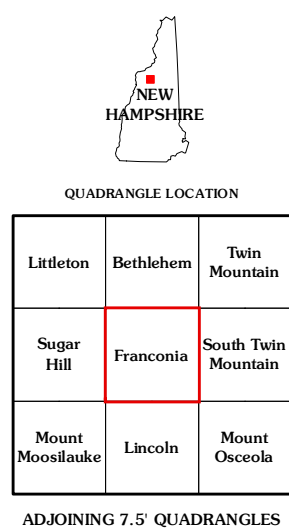 NEW
HAMPSHIRE
QUADRANGLE LOCATION
Littleton
Bethlehem
Twin
Mountain
Sugar
Hill
Franconia
South Twin
Mountain
Mount
Moosilauke
Lincoln
Mount
Osceola
ADJOINING 7.5' QUADRANGLES